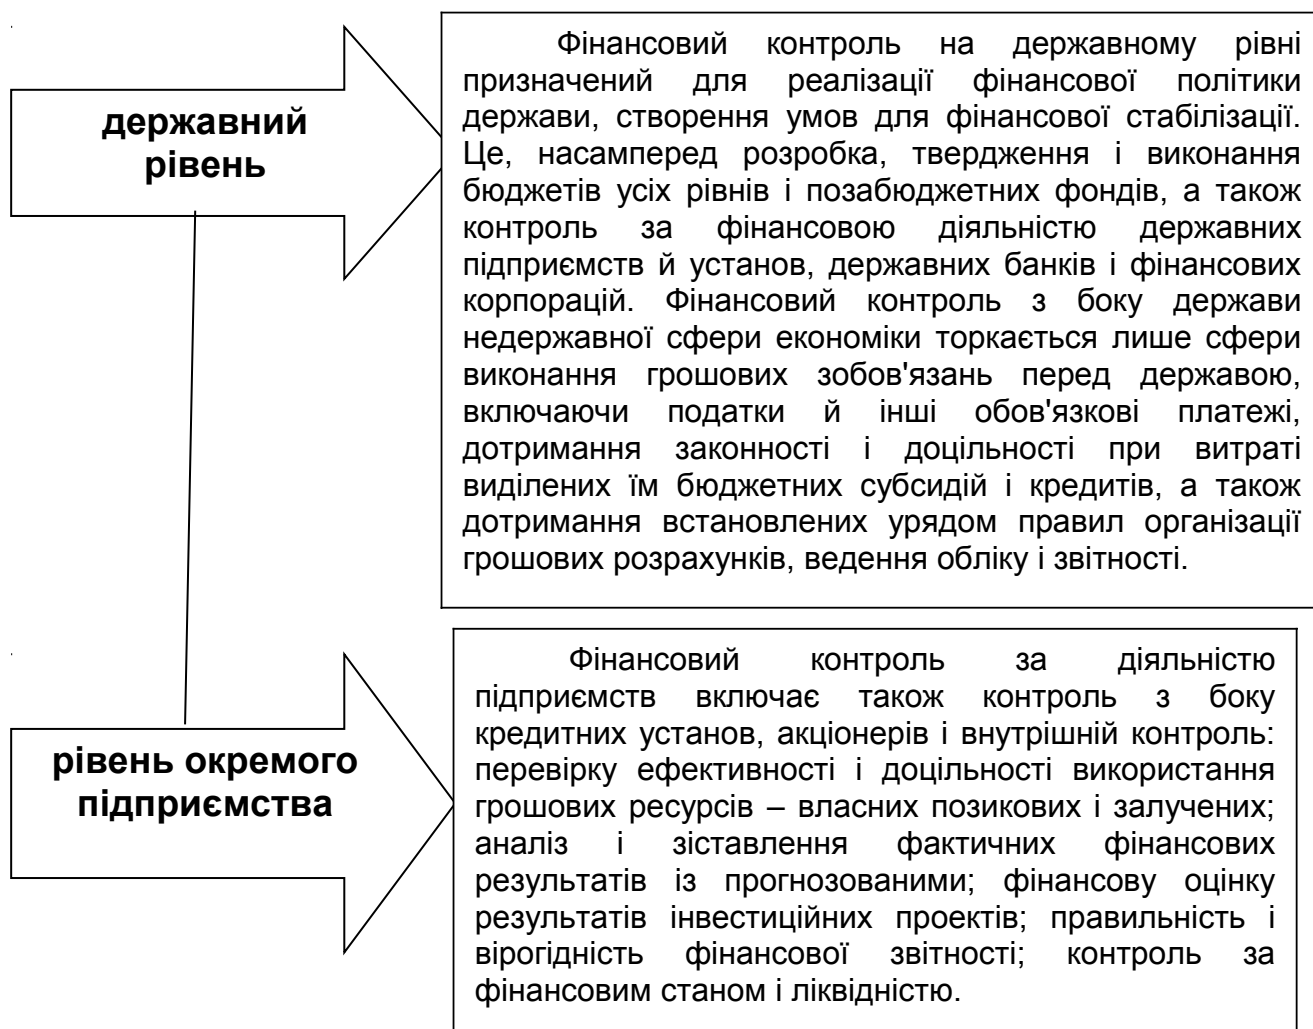 державний
рівень
Фінансовий контроль на державному рівні
призначений для реалізації фінансової політики
держави, створення умов для фінансової стабілізації.
Це, насамперед розробка, твердження і виконання
бюджетів усіх рівнів і позабюджетних фондів, а також
контроль за фінансовою діяльністю державних
підприємств й установ, державних банків і фінансових
корпорацій. Фінансовий контроль з боку держави
недержавної сфери економіки торкається лише сфери
виконання грошових зобов'язань перед державою,
включаючи податки й інші обов'язкові платежі,
дотримання законності і доцільності при витраті
виділених їм бюджетних субсидій і кредитів, а також
дотримання встановлених урядом правил організації
грошових розрахунків, ведення обліку і звітності.
рівень окремого
підприємства
Фінансовий контроль за діяльністю
підприємств включає також контроль з боку
кредитних установ, акціонерів і внутрішній контроль:
перевірку ефективності і доцільності використання
грошових ресурсів – власних позикових і залучених;
аналіз і зіставлення фактичних фінансових
результатів із прогнозованими; фінансову оцінку
результатів інвестиційних проектів; правильність і
вірогідність фінансової звітності; контроль за
фінансовим станом і ліквідністю.